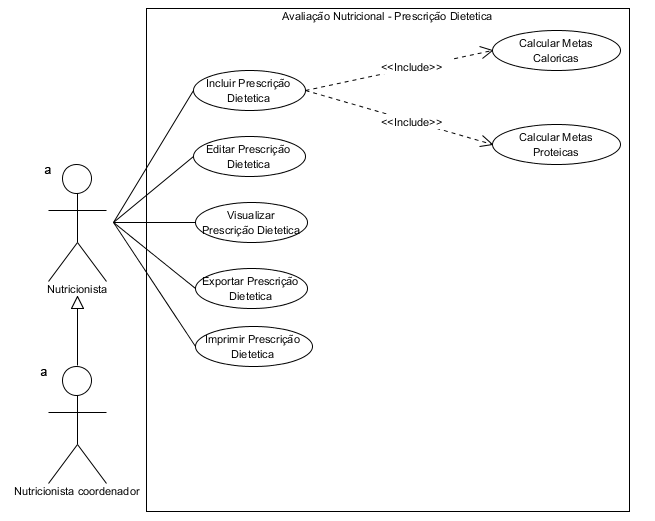 Avaliação Nutricional - Prescrição Dietetica
Calcular Metas
Caloricas
<<Include>>
Incluir Prescrição
Dietetica
<<Include>>
Calcular Metas
Proteicas
Editar Prescrição
Dietetica
a
Visualizar
Prescrição Dietetica
Nutricionista
Exportar Prescrição
Dietetica
Imprimir Prescrição
Dietetica
a
Nutricionista coordenador